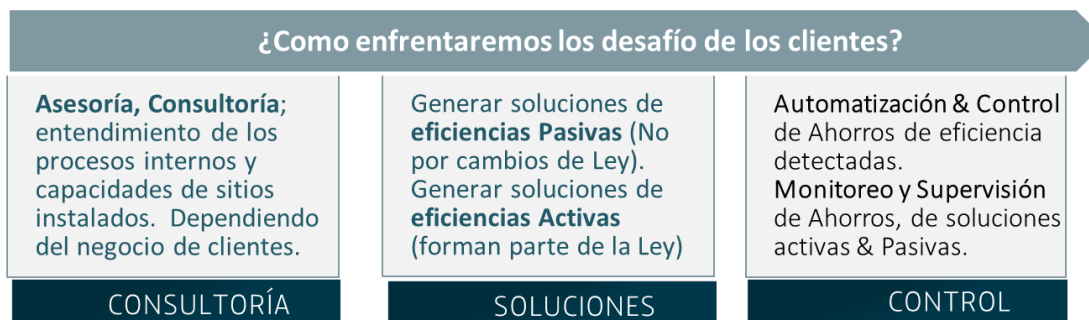 ¿Como enfrentaremos los desafío de los clientes?
Asesoría, Consultoría;
entendimiento de los
procesos internos y
capacidades de sitios
instalados. Dependiendo
del negocio de clientes.
CONSULTORÍA
Generar soluciones de
eficiencias Pasivas (No
por cambios de Ley).
Generar soluciones de
eficiencias Activas
(forman parte de la Ley)
SOLUCIONES
Automatización & Control
de Ahorros de eficiencia
detectadas.
Monitoreo y Supervisión
de Ahorros, de soluciones
activas & Pasivas.
CONTROL